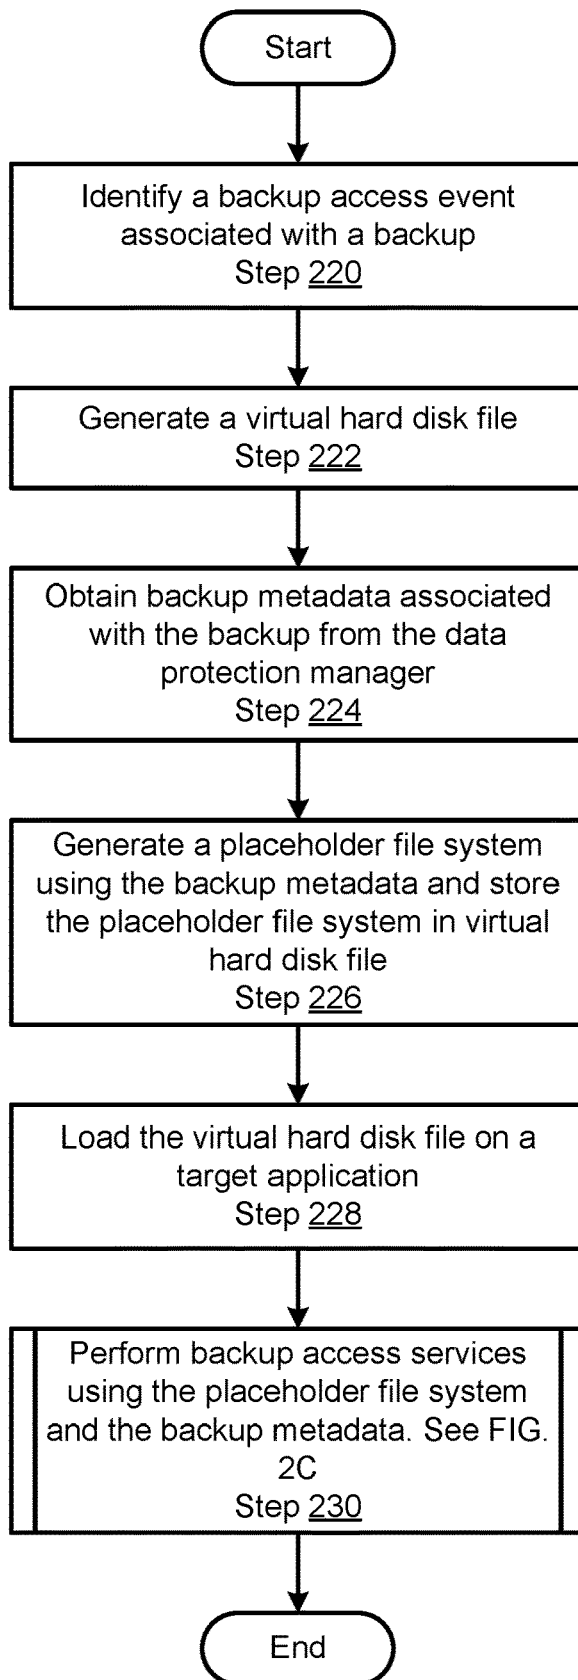 Start
Identify a backup access event
associated with a backup
Step 220
Generate a virtual hard disk file
Step 222
Obtain backup metadata associated
with the backup from the data
protection manager
Step 224
Generate a placeholder file system
using the backup metadata and store
the placeholder file system in virtual
hard disk file
Step 226
Load the virtual hard disk file on a
target application
Step 228
Perform backup access services
using the placeholder file system
and the backup metadata. See FIG.
2C
Step 230
End